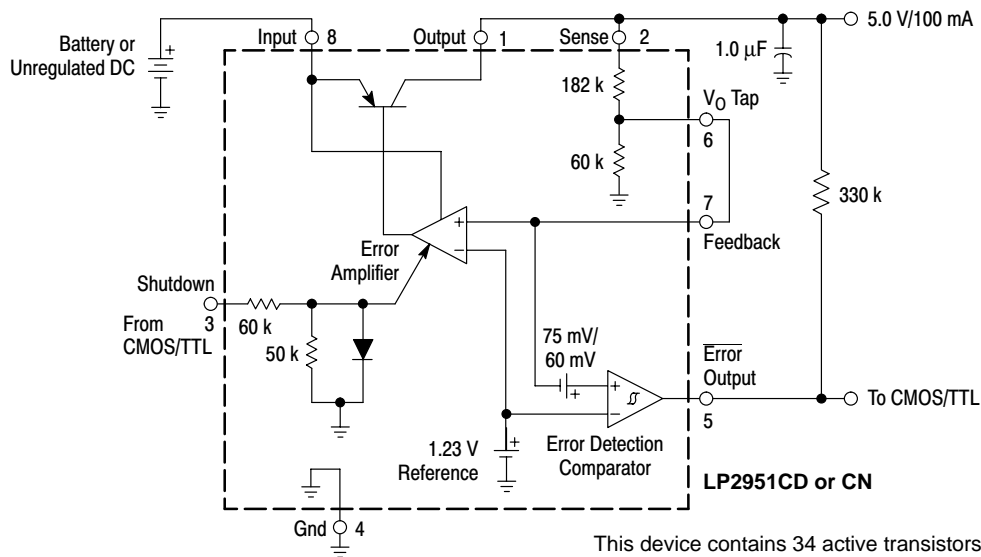 Battery or
Unregulated DC
+
Input
8
Output
1
Sense
2
5.0 V/100 mA
1.0 μF
+
182 k
VO Tap
6
60 k
7
Feedback
330 k
+
−
Error
Amplifier
Shutdown
3
From
CMOS/TTL
60 k
50 k
75 mV/
60 mV
+
+
−
Error
Output
5
To CMOS/TTL
1.23 V
Reference
+
Error Detection
Comparator
LP2951CD or CN
Gnd
4
This device contains 34 active transistors